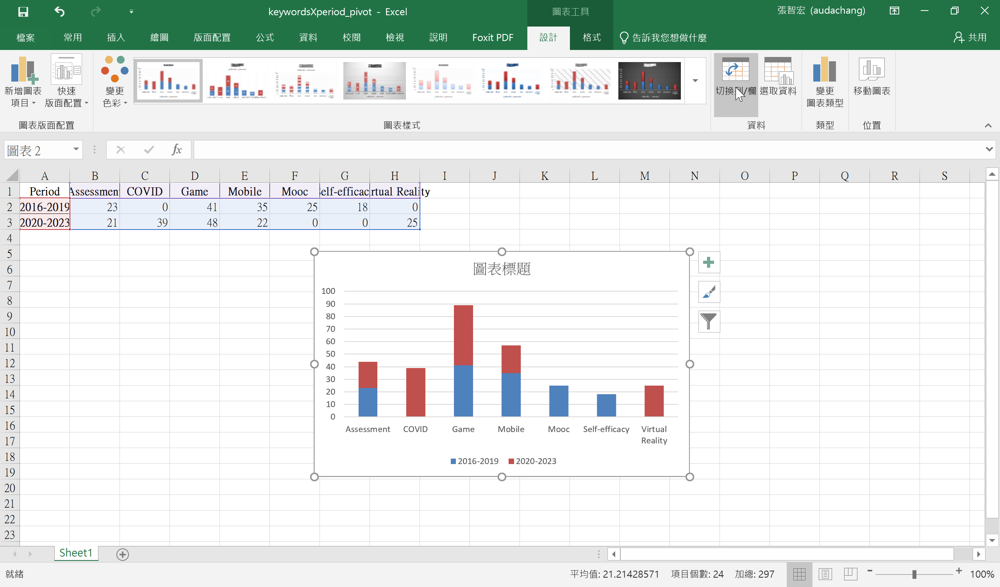 keywordsXperiod_pivot - Excel
圖表工具
張智宏 (audachang)
檔案
常用
插入
繪圖
版面配置
公式
資料
校閱
檢視
說明
Foxit PDF
設計
格式
告訴我您想做什麼
共用
新增圖表
項目
快速
版面配置
變更
色彩
切換列/欄
選取資料
變更
圖表類型
移動圖表
圖表版面配置
圖表樣式
資料
類型
位置
圖表 2
fx
A B C D E F G H I J K L M N O P Q R S
1 Period Assessment COVID Game Mobile Mooc Self-efficac rtual Reality
2 2016-2019 23 0 41 35 25 18 0
3 2020-2023 21 39 48 22 0 0 25
4
5
6
7
8
9
10
11
12
13
14
15
16
17
18
19
20
21
22
23
圖表標題
100
90
80
70
60
50
40
30
20
10
0
Assessment COVID Game Mobile Mooc Self-efficacy Virtual
Reality
2016-2019 2020-2023
Sheet1
就緒
平均值: 21.21428571 項目個數: 24 加總: 297
100%